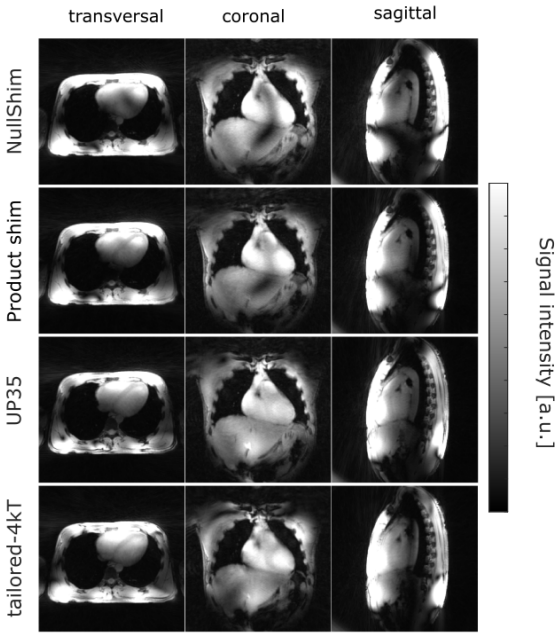 transversal
coronal
sagittal
NullShim
Product shim
UP35
tailored-4kT
Signal intensity [a.u.]